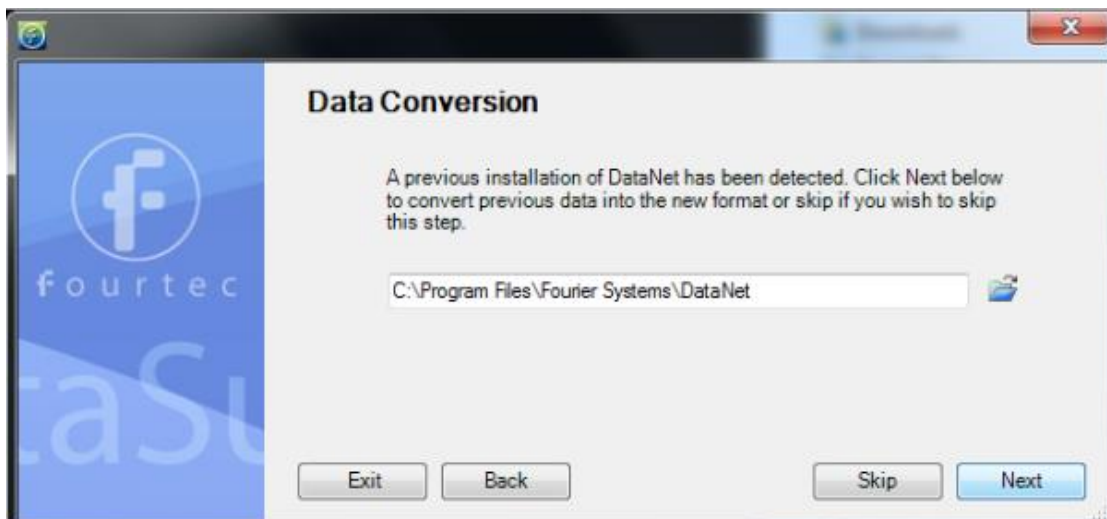 Data Conversion
A previous installation of DataNet has been detected. Click Next below
to convert previous data into the new format or skip if you wish to skip
this step.
fourtec
C:\Program Files\Fourier Systems\DataNet
taSu
Exit
Back
Skip
Next